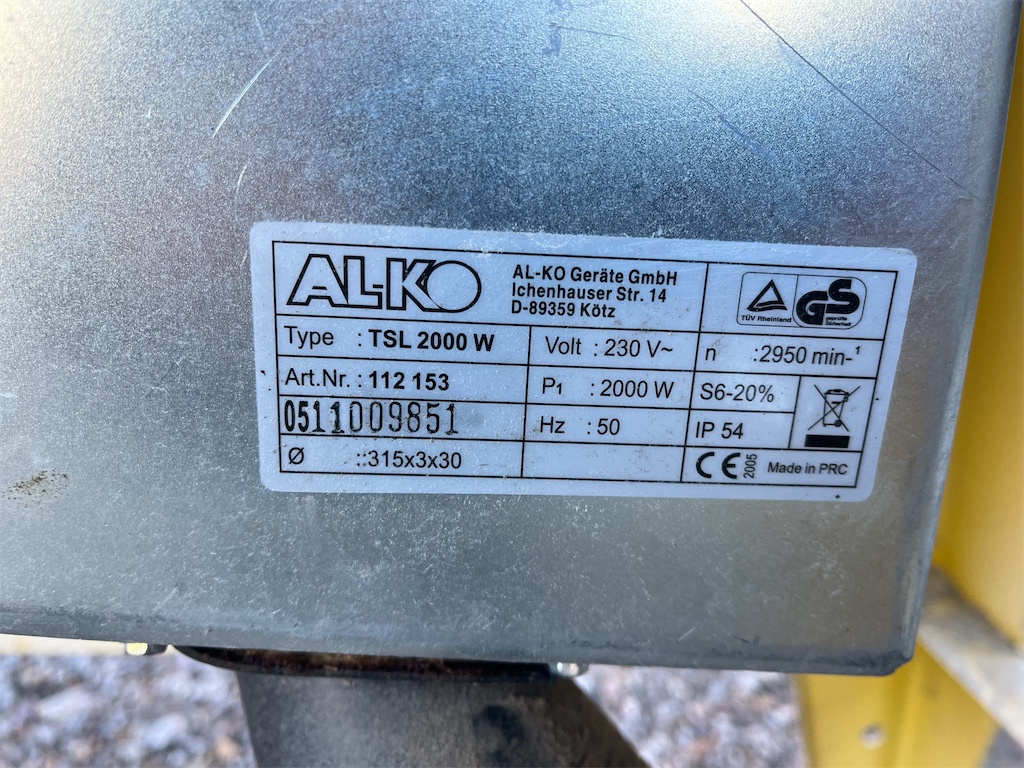 AL-KO
AL-KO Geräte GmbH
Ichenhauser Str. 14
D-89359 Kötz
TÜV Rheinland
GS
geprüfte
Sicherheit
Type : TSL 2000 W
Volt : 230 V~
n :2950 min-¹
Art.Nr. : 112 153
P1 : 2000 W
S6-20%
0511009851
Hz : 50
IP 54
Ø ::315x3x30
CE 2005
Made in PRC